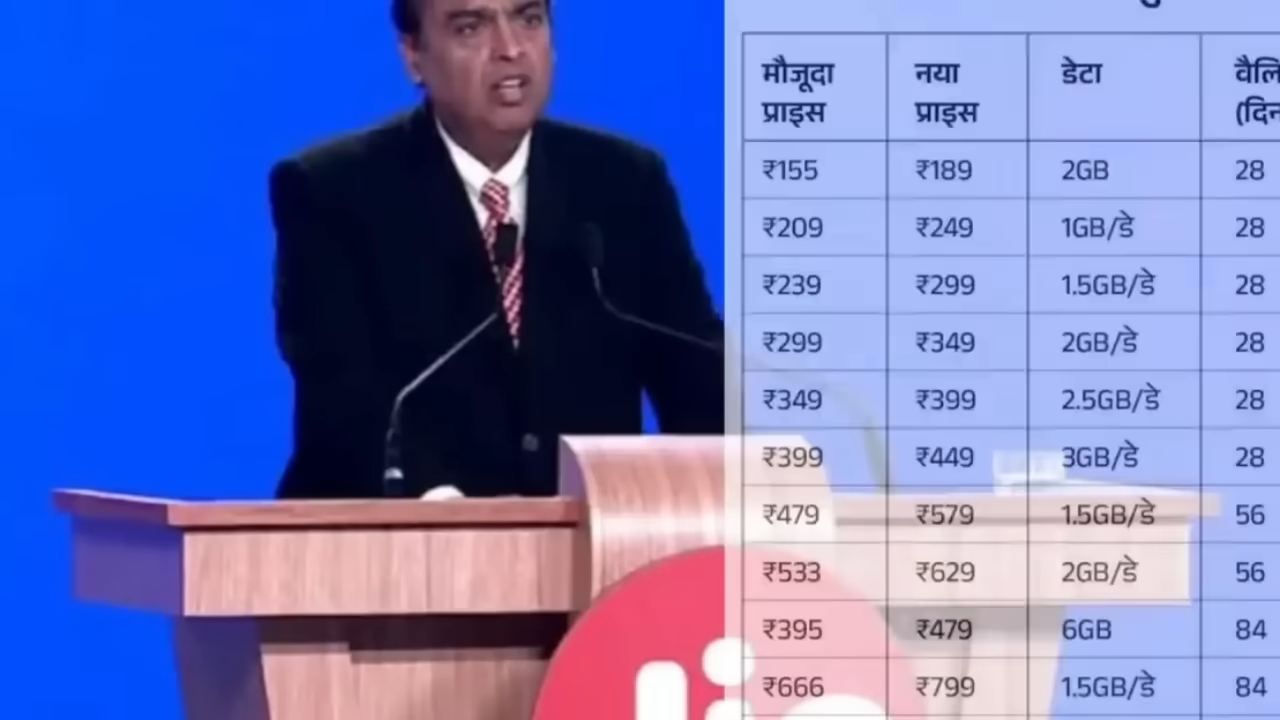 मौजूदा प्राइस नया प्राइस डेटा
₹155 ₹189 2GB 28
₹209 ₹249 1GB/डे 28
₹239 ₹299 1.5GB/डे 28
₹299 ₹349 2GB/डे 28
₹349 ₹399 2.5GB/डे 28
₹399 ₹449 3GB/डे 28
₹479 ₹579 1.5GB/डे 56
₹533 ₹629 2GB/डे 56
₹395 ₹479 6GB 84
₹666 ₹799 1.5GB/डे 84